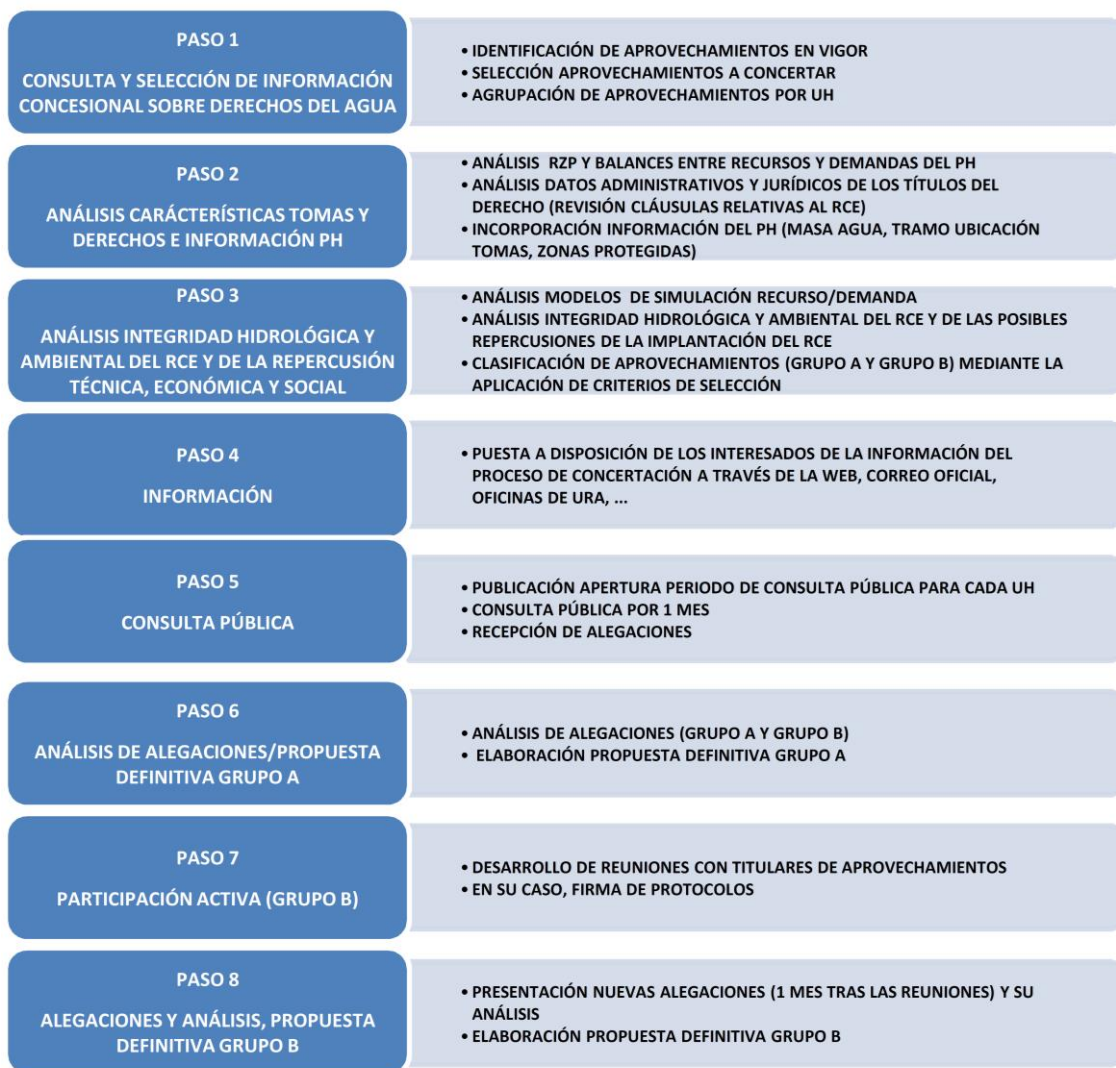 PASO 1
CONSULTA Y SELECCIÓN DE INFORMACIÓN
CONCESIONAL SOBRE DERECHOS DEL AGUA
• IDENTIFICACIÓN DE APROVECHAMIENTOS EN VIGOR
• SELECCIÓN APROVECHAMIENTOS A CONCERTAR
• AGRUPACIÓN DE APROVECHAMIENTOS POR UH
PASO 2
ANÁLISIS CARÁCTERÍSTICAS TOMAS Y
DERECHOS E INFORMACIÓN PH
• ANÁLISIS RZP Y BALANCES ENTRE RECURSOS Y DEMANDAS DEL PH
• ANÁLISIS DATOS ADMINISTRATIVOS Y JURÍDICOS DE LOS TÍTULOS DEL
DERECHO (REVISIÓN CLÁUSULAS RELATIVAS AL RCE)
• INCORPORACIÓN INFORMACIÓN DEL PH (MASA AGUA, TRAMO UBICACIÓN
TOMAS, ZONAS PROTEGIDAS)
PASO 3
ANÁLISIS INTEGRIDAD HIDROLÓGICA Y
AMBIENTAL DEL RCE Y DE LA REPERCUSIÓN
TÉCNICA, ECONÓMICA Y SOCIAL
• ANÁLISIS MODELOS DE SIMULACIÓN RECURSO/DEMANDA
• ANÁLISIS INTEGRIDAD HIDROLÓGICA Y AMBIENTAL DEL RCE Y DE LAS POSIBLES
REPERCUSIONES DE LA IMPLANTACIÓN DEL RCE
• CLASIFICACIÓN DE APROVECHAMIENTOS (GRUPO A Y GRUPO B) MEDIANTE LA
APLICACIÓN DE CRITERIOS DE SELECCIÓN
PASO 4
INFORMACIÓN
• PUESTA A DISPOSICIÓN DE LOS INTERESADOS DE LA INFORMACIÓN DEL
PROCESO DE CONCERTACIÓN A TRAVÉS DE LA WEB, CORREO OFICIAL,
OFICINAS DE URA, ...
PASO 5
CONSULTA PÚBLICA
• PUBLICACIÓN APERTURA PERIODO DE CONSULTA PÚBLICA PARA CADA UH
• CONSULTA PÚBLICA POR 1 MES
• RECEPCIÓN DE ALEGACIONES
PASO 6
ANÁLISIS DE ALEGACIONES/PROPUESTA
DEFINITIVA GRUPO A
• ANÁLISIS DE ALEGACIONES (GRUPO A Y GRUPO B)
• ELABORACIÓN PROPUESTA DEFINITIVA GRUPO A
PASO 7
PARTICIPACIÓN ACTIVA (GRUPO B)
• DESARROLLO DE REUNIONES CON TITULARES DE APROVECHAMIENTOS
• EN SU CASO, FIRMA DE PROTOCOLOS
PASO 8
ALEGACIONES Y ANÁLISIS, PROPUESTA
DEFINITIVA GRUPO B
• PRESENTACIÓN NUEVAS ALEGACIONES (1 MES TRAS LAS REUNIONES) Y SU
ANÁLISIS
• ELABORACIÓN PROPUESTA DEFINITIVA GRUPO B